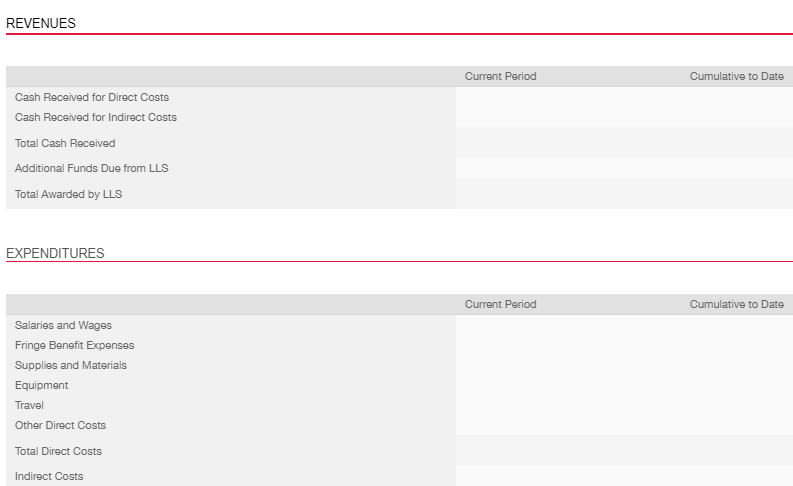 REVENUES
Current Period Cumulative to Date
Cash Received for Direct Costs
Cash Received for Indirect Costs
Total Cash Received
Additional Funds Due from LLS
Total Awarded by LLS
EXPENDITURES
Current Period Cumulative to Date
Salaries and Wages
Fringe Benefit Expenses
Supplies and Materials
Equipment
Travel
Other Direct Costs
Total Direct Costs
Indirect Costs